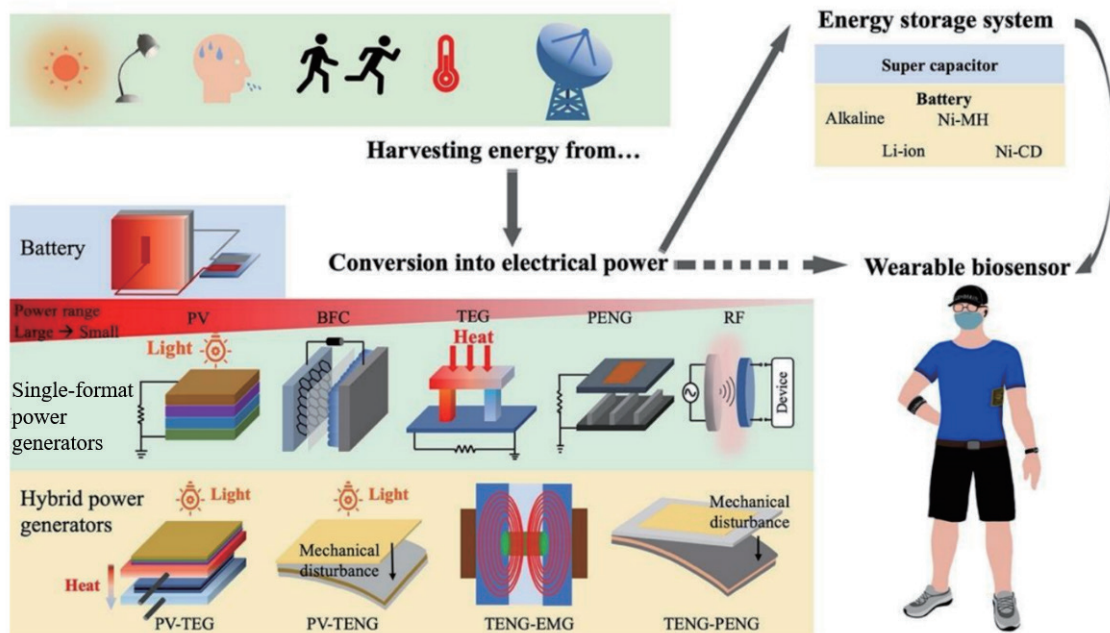 Energy storage system
Super capacitor
Battery
Alkaline
Ni-MH
Li-ion
Ni-CD
Harvesting energy from...
Battery
Conversion into electrical power
Wearable biosensor
Power range
Large → Small
PV
BFC
TEG
PENG
RF
Light
Heat
Device
Single-format
power
generators
Hybrid power
generators
Light
Light
Heat
Mechanical
disturbance
Mechanical
disturbance
PV-TEG
PV-TENG
TENG-EMG
TENG-PENG